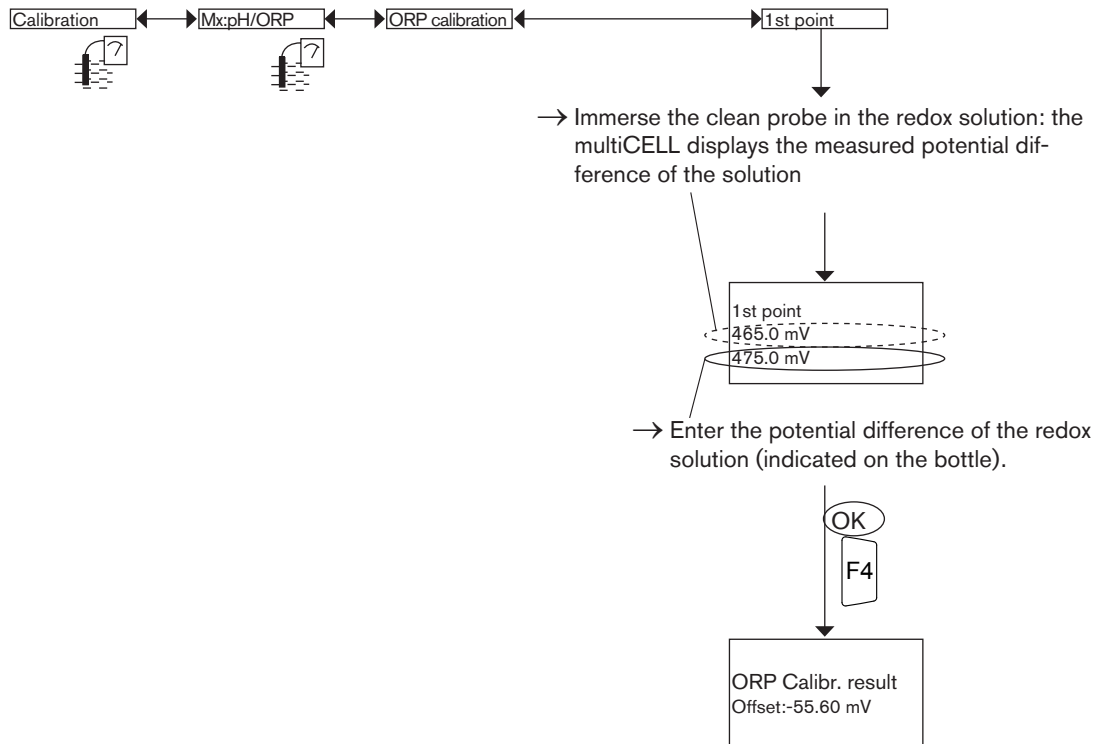 Calibration
Mx:pH/ORP
ORP calibration
1st point
→ Immerse the clean probe in the redox solution: the
multiCELL displays the measured potential dif-
ference of the solution
1st point
465.0 mV
475.0 mV
→ Enter the potential difference of the redox
solution (indicated on the bottle).
OK
F4
ORP Calibr. result
Offset:-55.60 mV